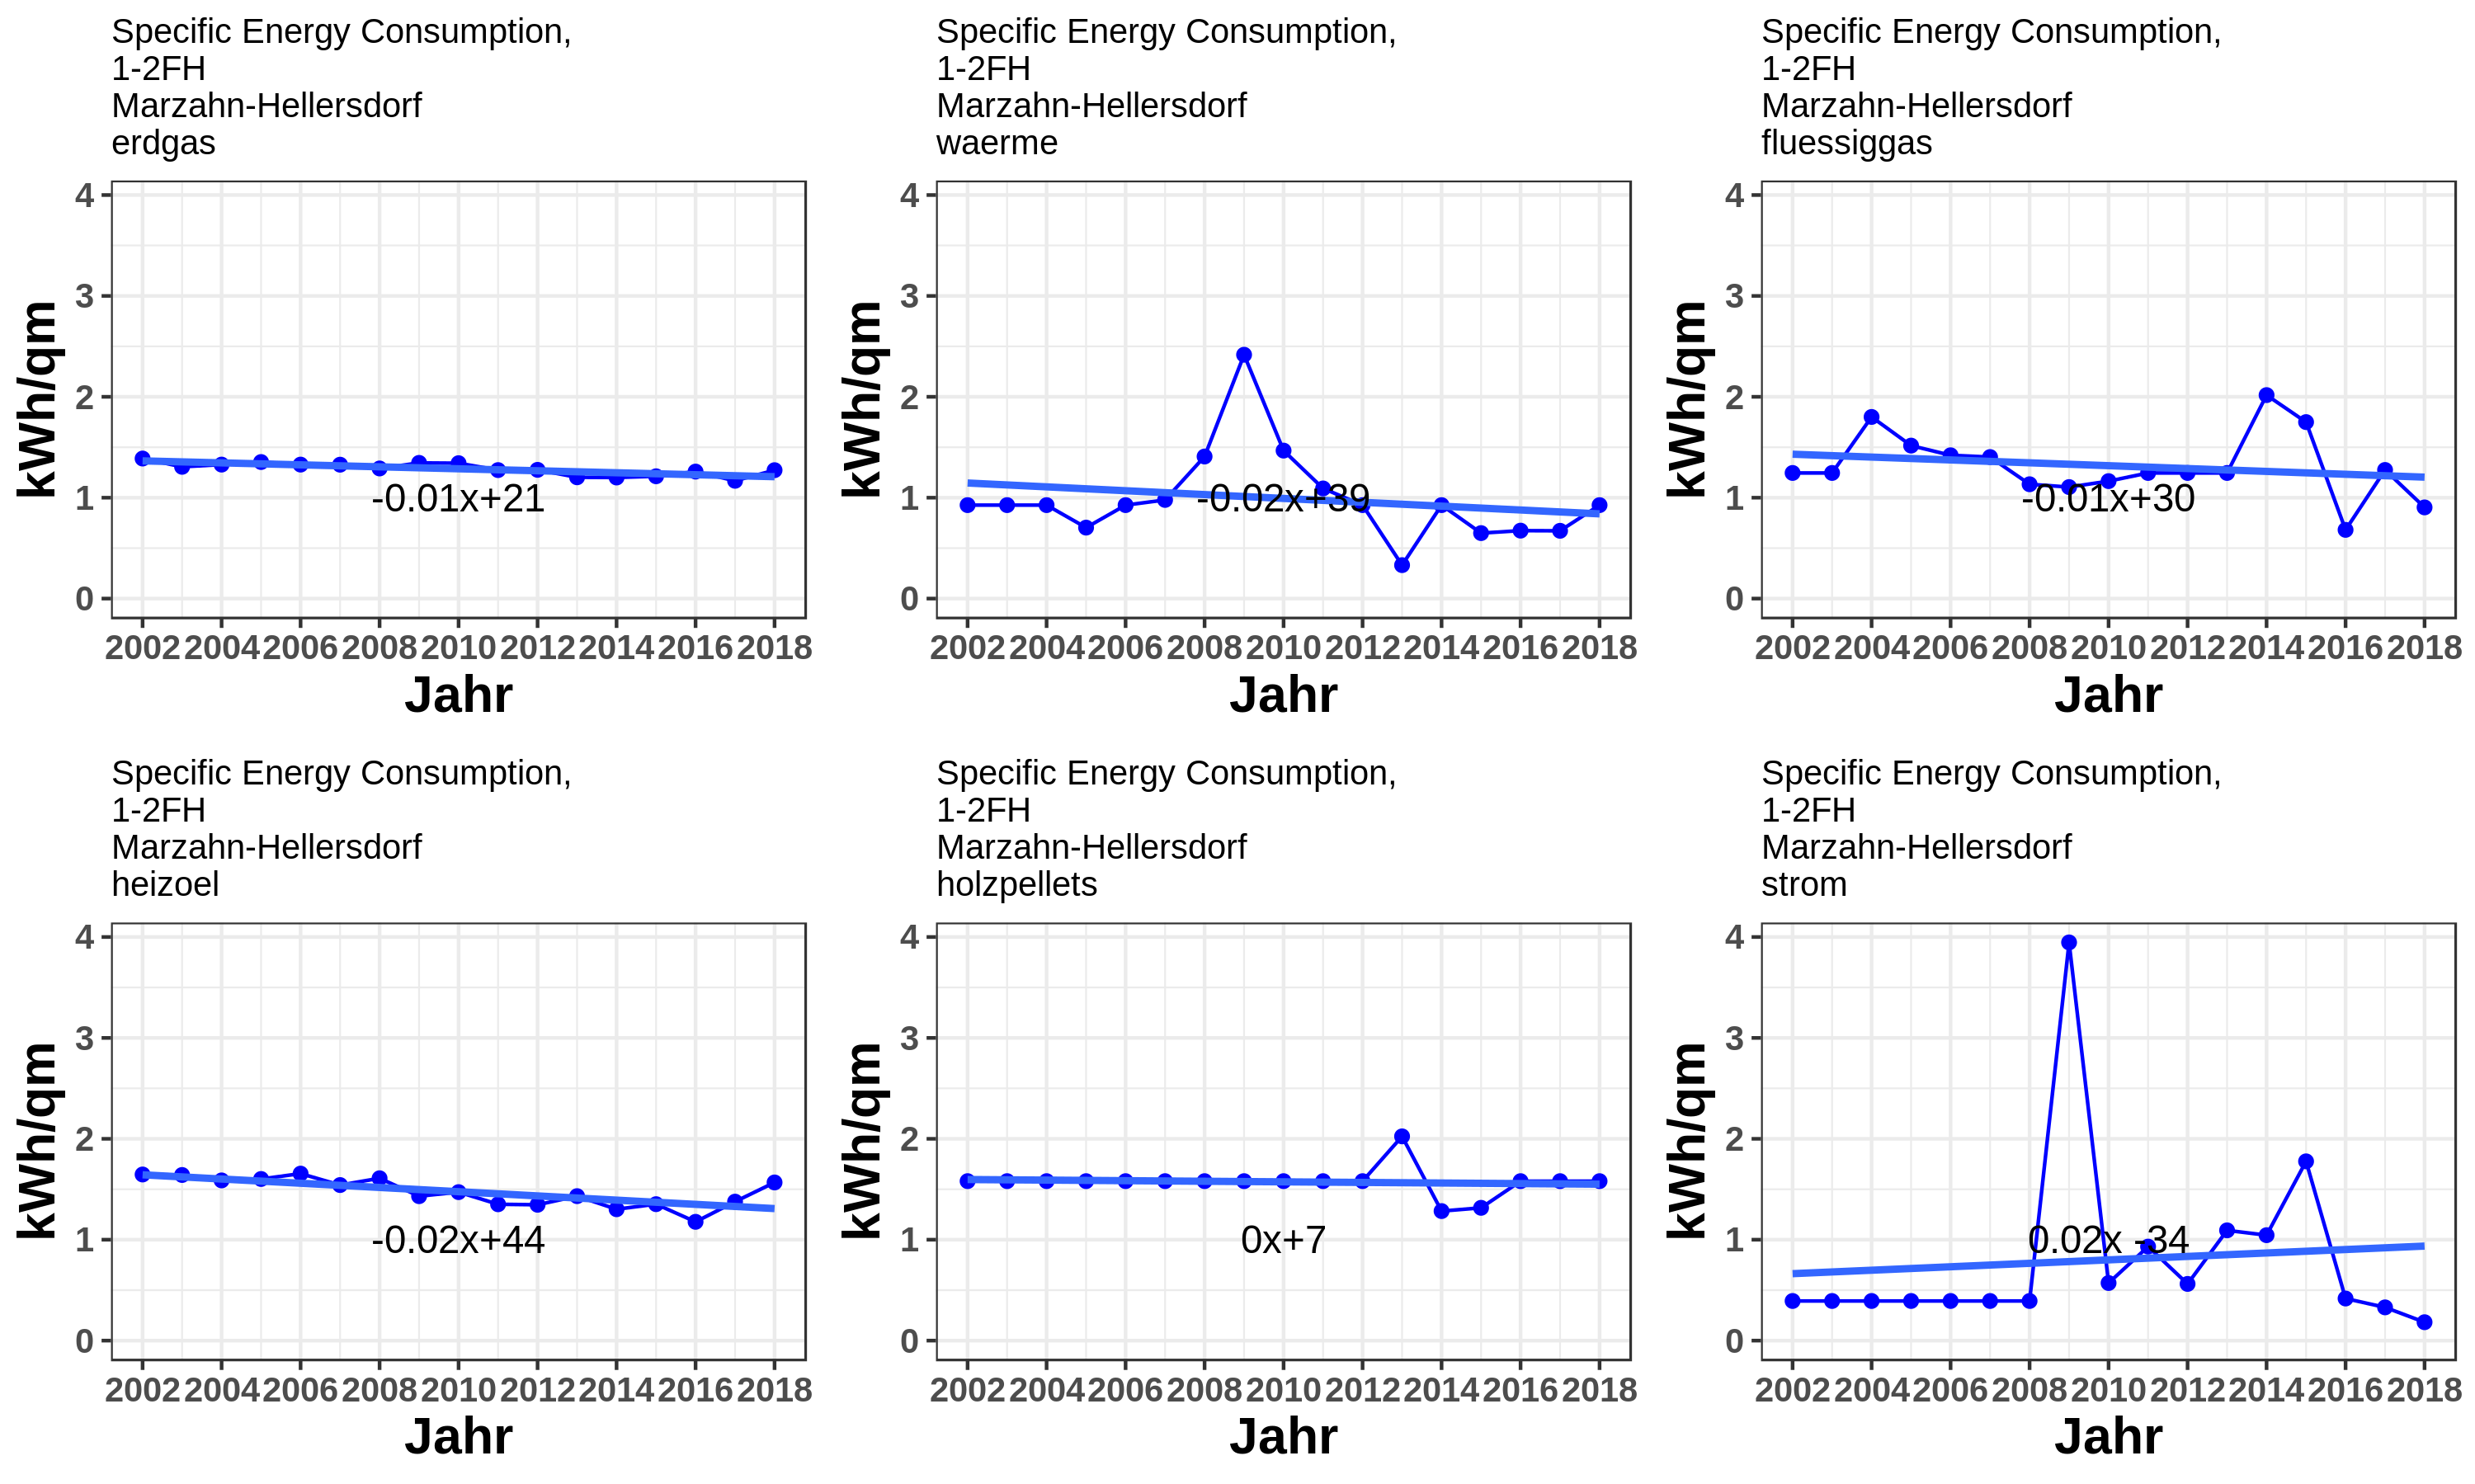 Specific Energy Consumption,
1-2FH
Marzahn-Hellersdorf
erdgas
4
3
2
1
0
kWh/qm
-0.01x+21
2002 2004 2006 2008 2010 2012 2014 2016 2018
Jahr
Specific Energy Consumption,
1-2FH
Marzahn-Hellersdorf
waerme
4
3
2
1
0
kWh/qm
-0.02x+39
2002 2004 2006 2008 2010 2012 2014 2016 2018
Jahr
Specific Energy Consumption,
1-2FH
Marzahn-Hellersdorf
fluessiggas
4
3
2
1
0
kWh/qm
-0.01x+30
2002 2004 2006 2008 2010 2012 2014 2016 2018
Jahr
Specific Energy Consumption,
1-2FH
Marzahn-Hellersdorf
heizoel
4
3
2
1
0
kWh/qm
-0.02x+44
2002 2004 2006 2008 2010 2012 2014 2016 2018
Jahr
Specific Energy Consumption,
1-2FH
Marzahn-Hellersdorf
holzpellets
4
3
2
1
0
kWh/qm
0x+7
2002 2004 2006 2008 2010 2012 2014 2016 2018
Jahr
Specific Energy Consumption,
1-2FH
Marzahn-Hellersdorf
strom
4
3
2
1
0
kWh/qm
0.02x -34
2002 2004 2006 2008 2010 2012 2014 2016 2018
Jahr